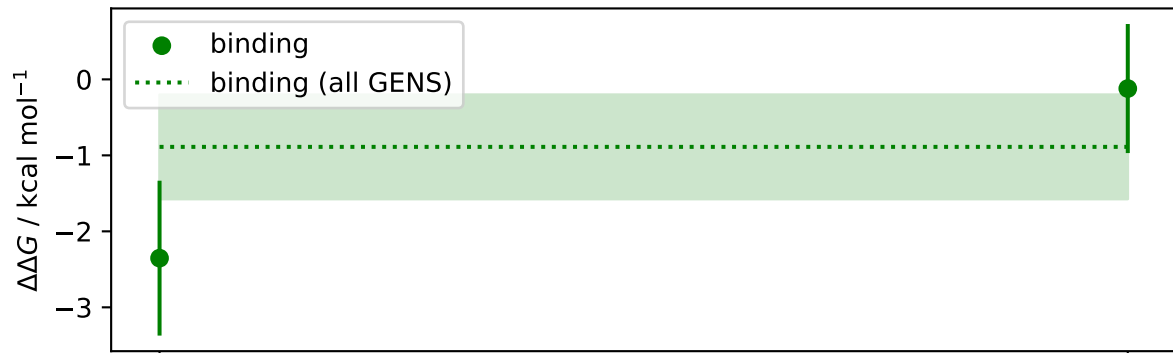 binding
binding (all GENS)
0
−1
−2
−3
ΔΔG / kcal mol⁻¹